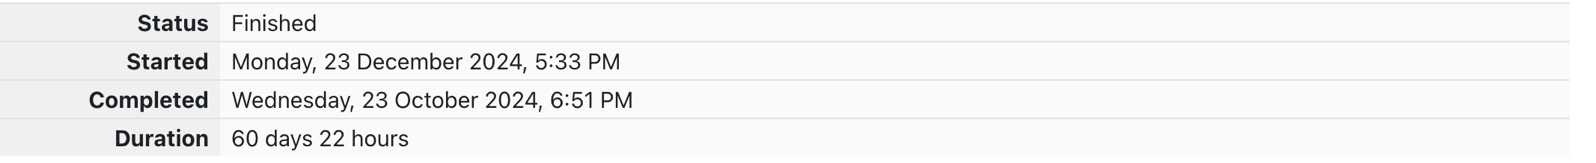 Status Finished
Started Monday, 23 December 2024, 5:33 PM
Completed Wednesday, 23 October 2024, 6:51 PM
Duration 60 days 22 hours